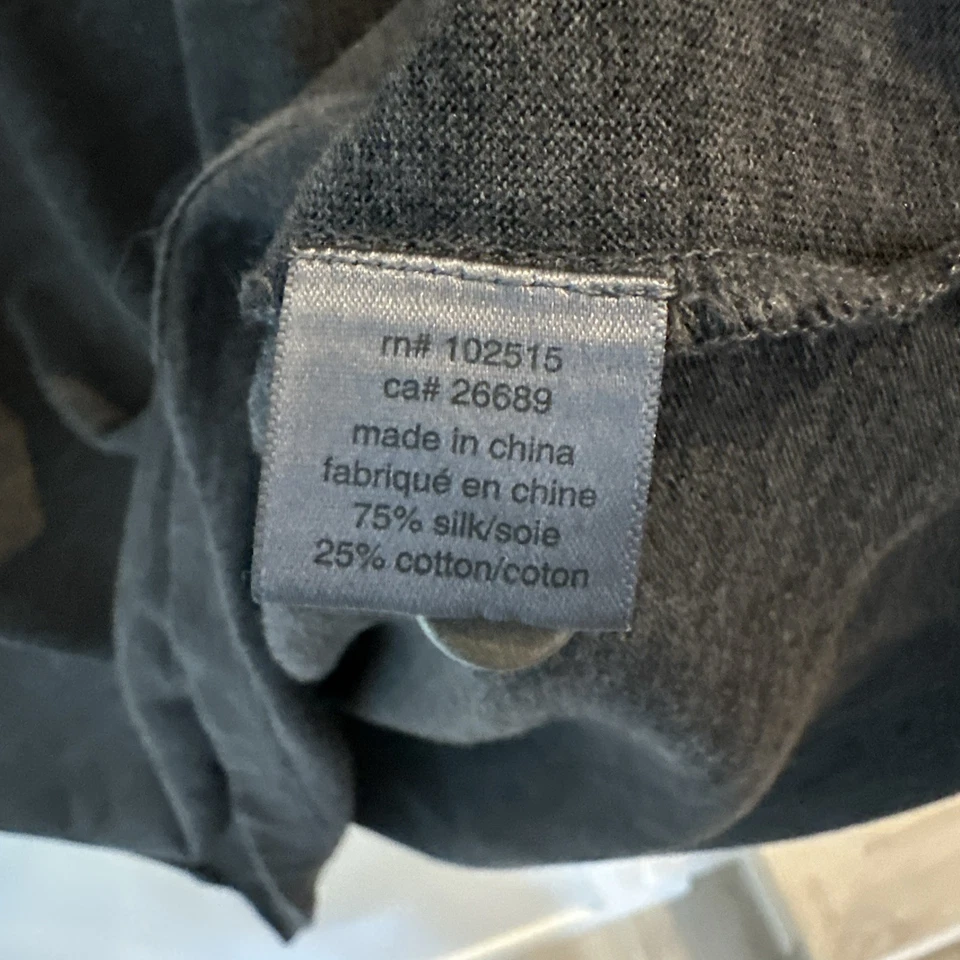 rn# 102515
ca# 26689
made in china
fabriqué en chine
75% silk/soie
25% cotton/coton